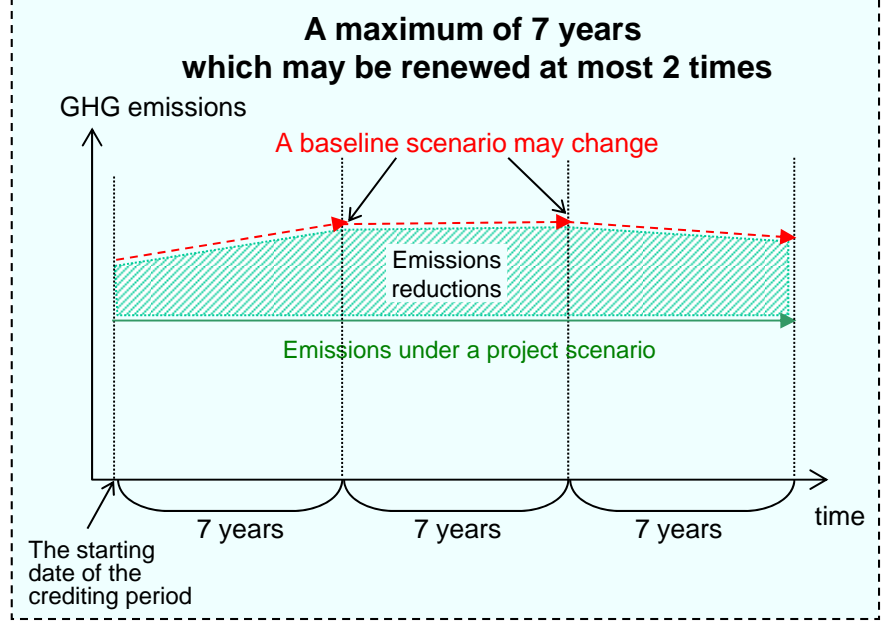 A maximum of 7 years
which may be renewed at most 2 times
GHG emissions
A baseline scenario may change
Emissions
reductions
Emissions under a project scenario
7 years
7 years
7 years
time
The starting
date of the
crediting period